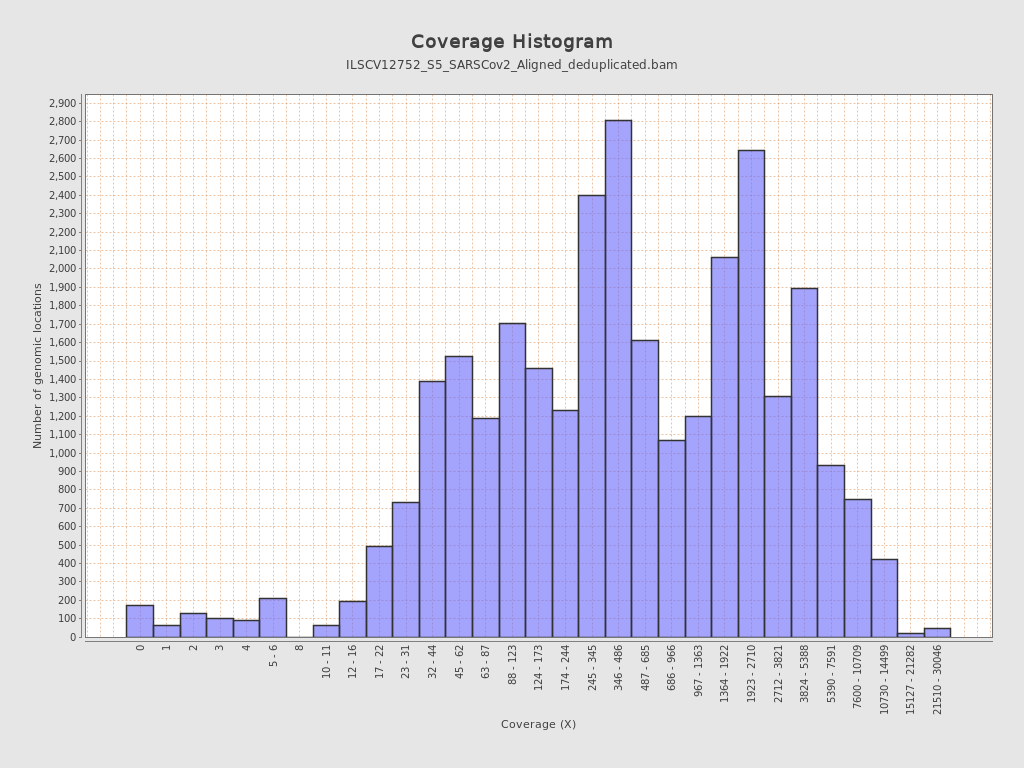 Coverage Histogram
ILSCV12752_S5_SARSCov2_Aligned_deduplicated.bam
Number of genomic locations
2,900
2,800
2,700
2,600
2,500
2,400
2,300
2,200
2,100
2,000
1,900
1,800
1,700
1,600
1,500
1,400
1,300
1,200
1,100
1,000
900
800
700
600
500
400
300
200
100
0
0
1
2
3
4
5 - 6
8
10 - 11
12 - 16
17 - 22
23 - 31
32 - 44
45 - 62
63 - 87
88 - 123
124 - 173
174 - 244
245 - 345
346 - 486
487 - 685
686 - 966
967 - 1363
1364 - 1922
1923 - 2710
2712 - 3821
3824 - 5388
5390 - 7591
7600 - 10709
10730 - 14499
15127 - 21282
21510 - 30046
Coverage (X)